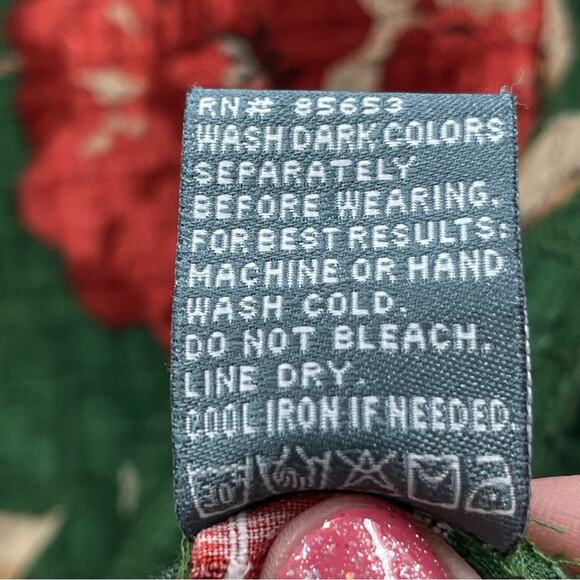 RN# 85653
WASH DARK COLORS
SEPARATELY
BEFORE WEARING.
FOR BEST RESULTS:
MACHINE OR HAND
WASH COLD.
DO NOT BLEACH.
LINE DRY.
COOL IRON IF NEEDED.
30°